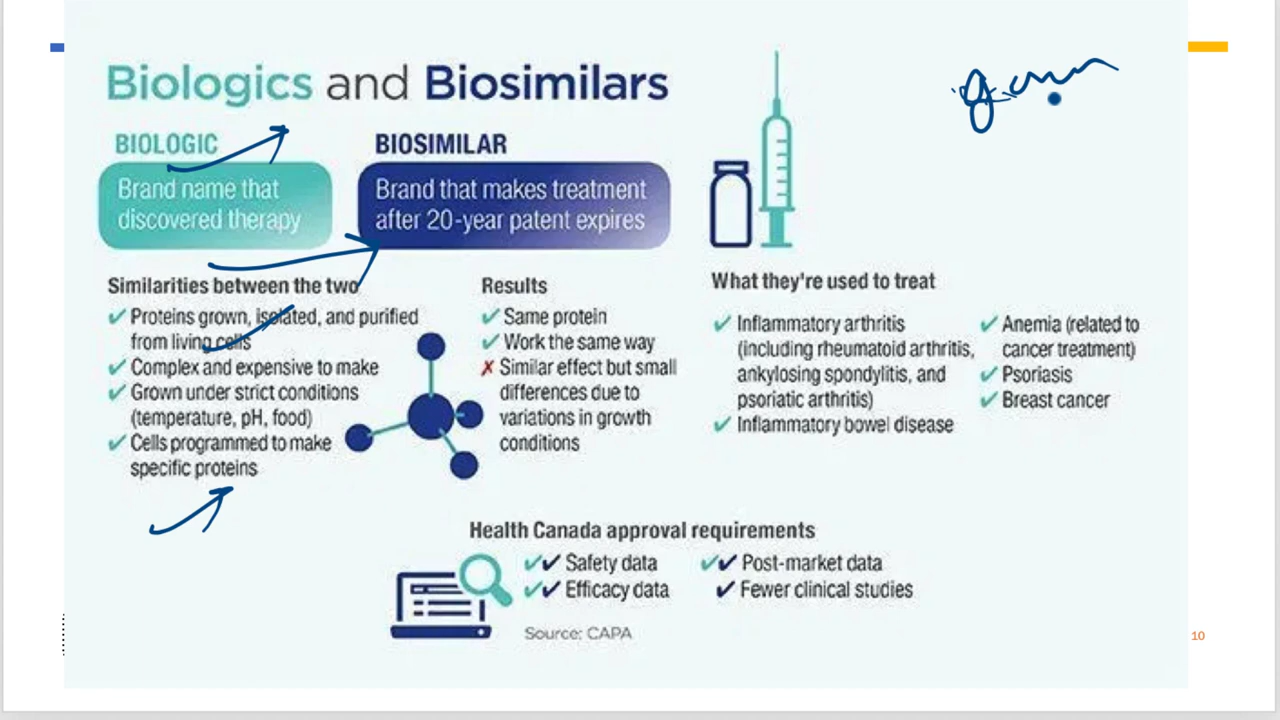 Biologics and Biosimilars
BIOLOGIC
Brand name that
discovered therapy
BIOSIMILAR
Brand that makes treatment
after 20-year patent expires
Similarities between the two
✓ Proteins grown, isolated, and purified
from living cells
✓ Complex and expensive to make
✓ Grown under strict conditions
(temperature, pH, food)
✓ Cells programmed to make
specific proteins
Results
✓ Same protein
✓ Work the same way
✗ Similar effect but small
differences due to
variations in growth
conditions
What they're used to treat
✓ Inflammatory arthritis
(including rheumatoid arthritis,
ankylosing spondylitis, and
psoriatic arthritis)
✓ Inflammatory bowel disease
✓ Anemia (related to
cancer treatment)
✓ Psoriasis
✓ Breast cancer
Health Canada approval requirements
✓✓ Safety data
✓✓ Efficacy data
✓✓ Post-market data
✓ Fewer clinical studies
Source: CAPA
10